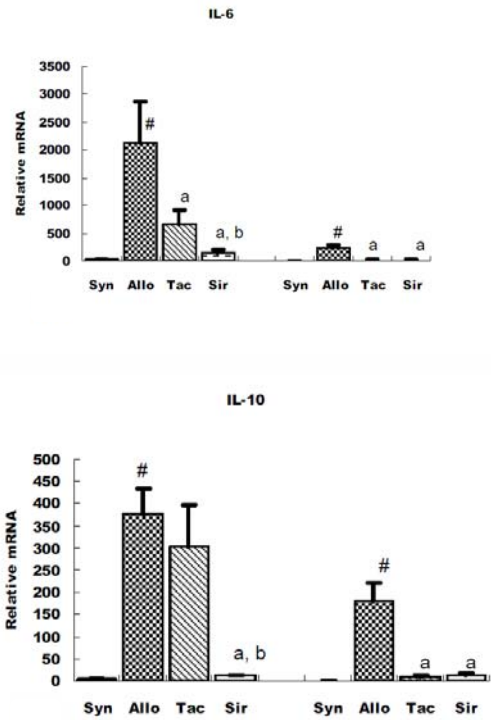 IL-6
Relative mRNA
3500
3000
2500
2000
1500
1000
500
0
#
a
a, b
#
a
a
Syn Allo Tac Sir Syn Allo Tac Sir
IL-10
Relative mRNA
500
450
400
350
300
250
200
150
100
50
0
#
a, b
#
a
a
Syn Allo Tac Sir Syn Allo Tac Sir